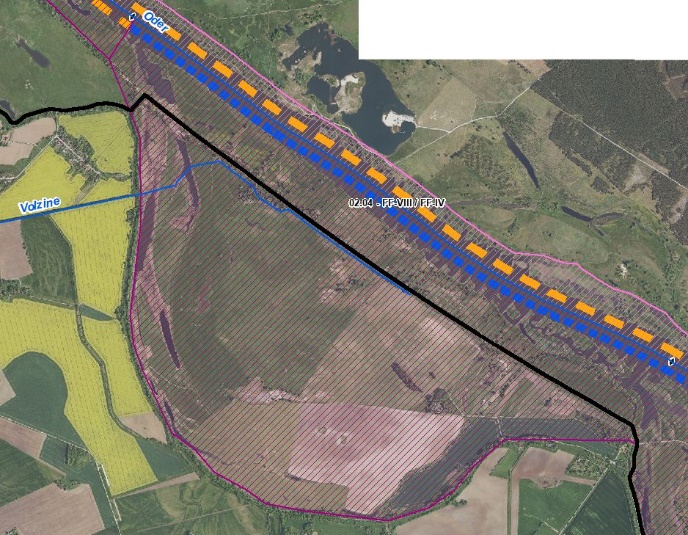 Oder
Volzine
02.04 - FF-VIII / FF-IV